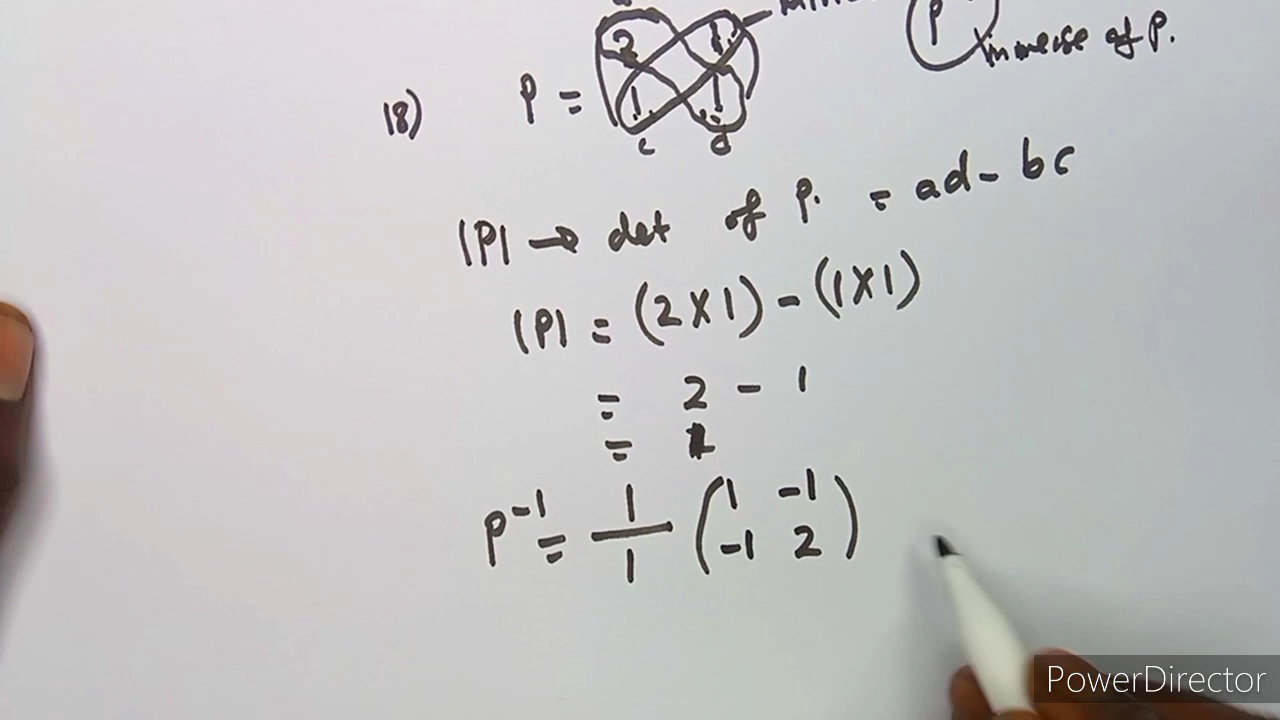 P
inverse of P.
18) P = (2 1
1 1)
c d
|P| → det of P. = ad - bc
|P| = (2 X 1) - (1 X 1)
= 2 - 1
= 1
P⁻¹ = 1/1 (1 -1
-1 2)
PowerDirector